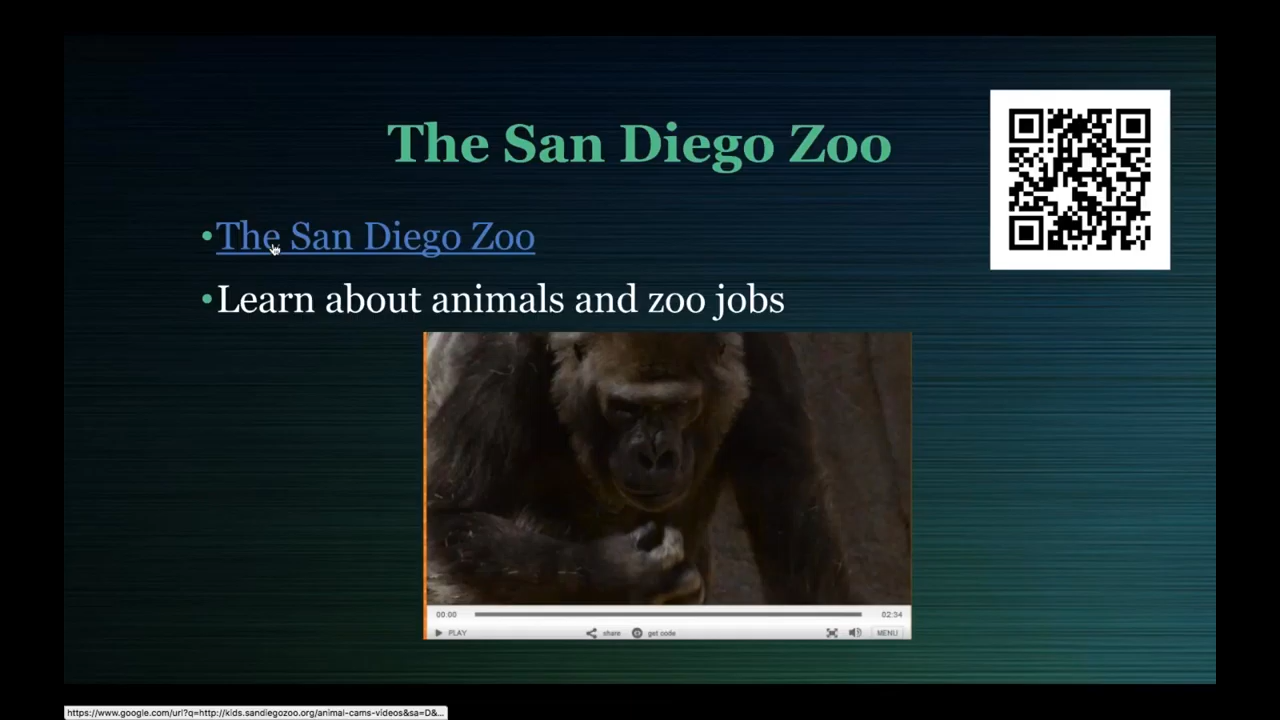 The San Diego Zoo
•The San Diego Zoo
•Learn about animals and zoo jobs
00:00 02:34
PLAY share get code MENU
https://www.google.com/url?q=http://kids.sandiegozoo.org/animal-cams-videos&sa=D&...